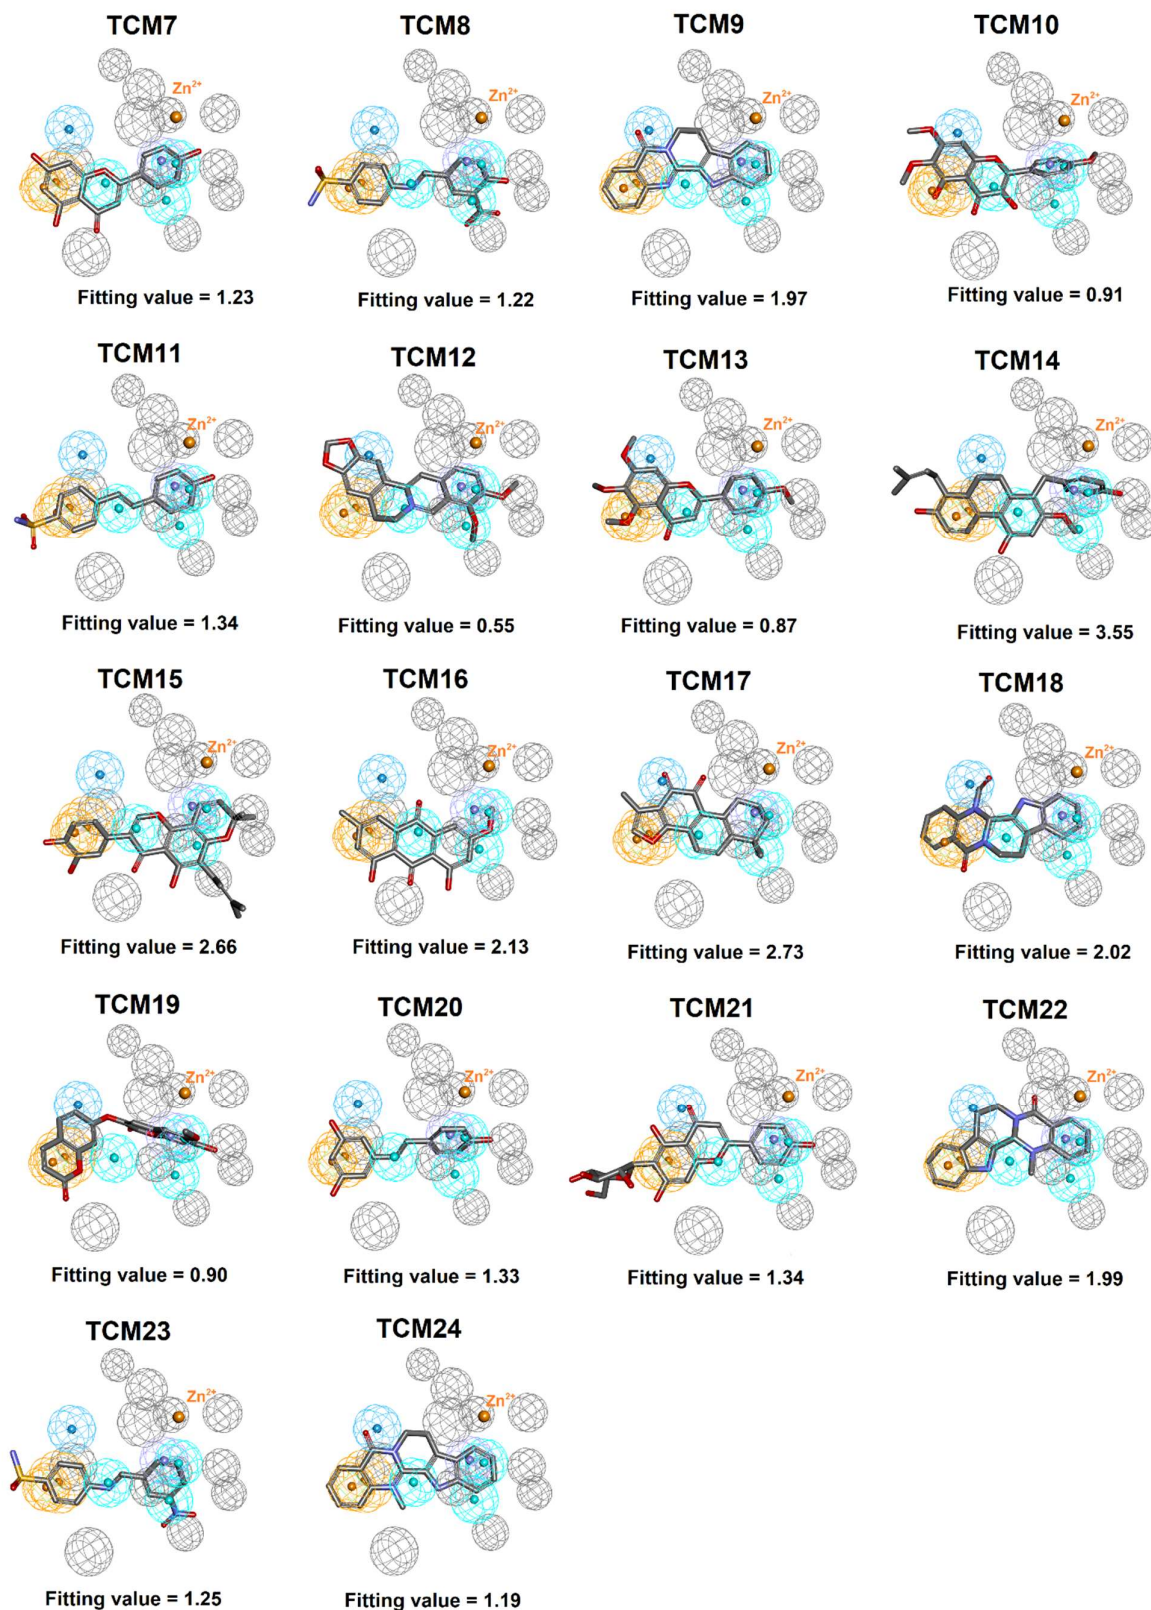 TCM7 TCM8 TCM9 TCM10
Zn2+ Zn2+ Zn2+ Zn2+
Fitting value = 1.23 Fitting value = 1.22 Fitting value = 1.97 Fitting value = 0.91
TCM11 TCM12 TCM13 TCM14
Zn2+ Zn2+ Zn2+ Zn2+
Fitting value = 1.34 Fitting value = 0.55 Fitting value = 0.87 Fitting value = 3.55
TCM15 TCM16 TCM17 TCM18
Zn2+ Zn2+ Zn2+ Zn2+
Fitting value = 2.66 Fitting value = 2.13 Fitting value = 2.73 Fitting value = 2.02
TCM19 TCM20 TCM21 TCM22
Zn2+ Zn2+ Zn2+ Zn2+
Fitting value = 0.90 Fitting value = 1.33 Fitting value = 1.34 Fitting value = 1.99
TCM23 TCM24
Zn2+ Zn2+
Fitting value = 1.25 Fitting value = 1.19